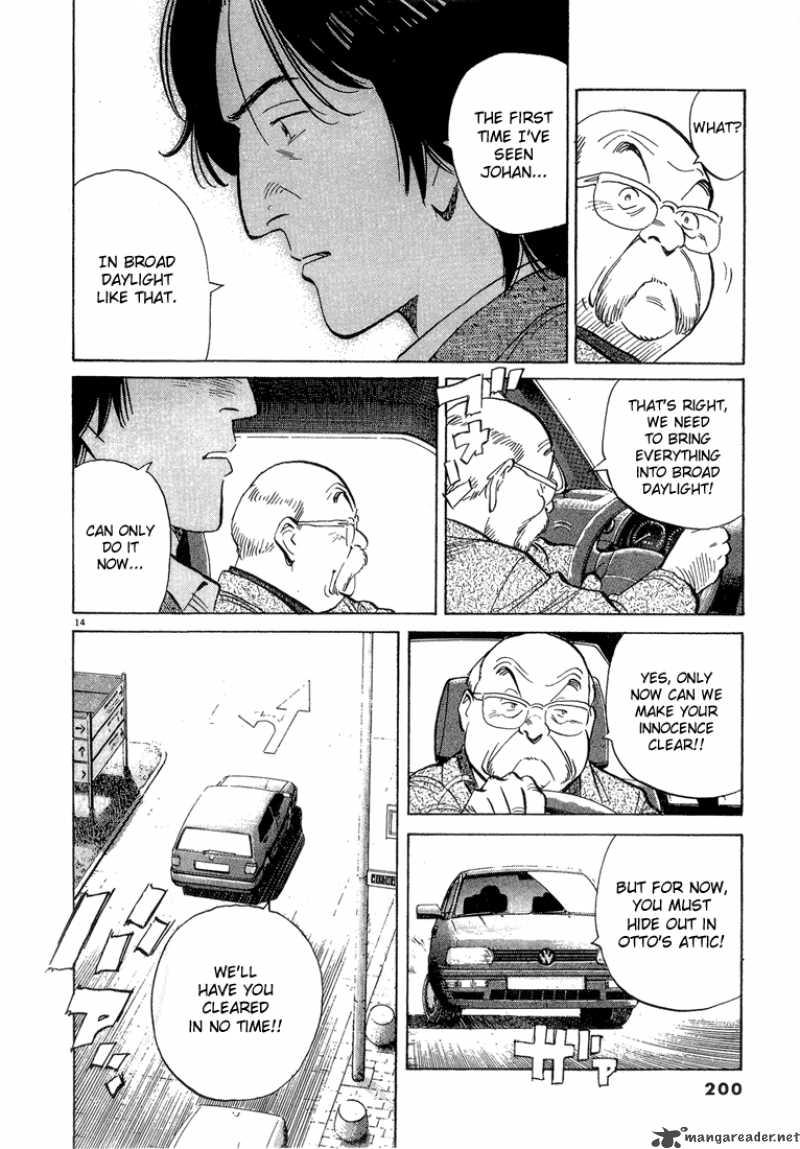 THE FIRST
TIME I'VE
SEEN
JOHAN...
IN BROAD
DAYLIGHT
LIKE THAT.
WHAT?
CAN ONLY
DO IT
NOW...
THAT'S RIGHT,
WE NEED
TO BRING
EVERYTHING
INTO BROAD
DAYLIGHT!
14
YES, ONLY
NOW CAN WE
MAKE YOUR
INNOCENCE
CLEAR!!
WE'LL
HAVE YOU
CLEARED
IN NO TIME!!
BUT FOR NOW,
YOU MUST
HIDE OUT IN
OTTO'S ATTIC!
200
mangareader.net